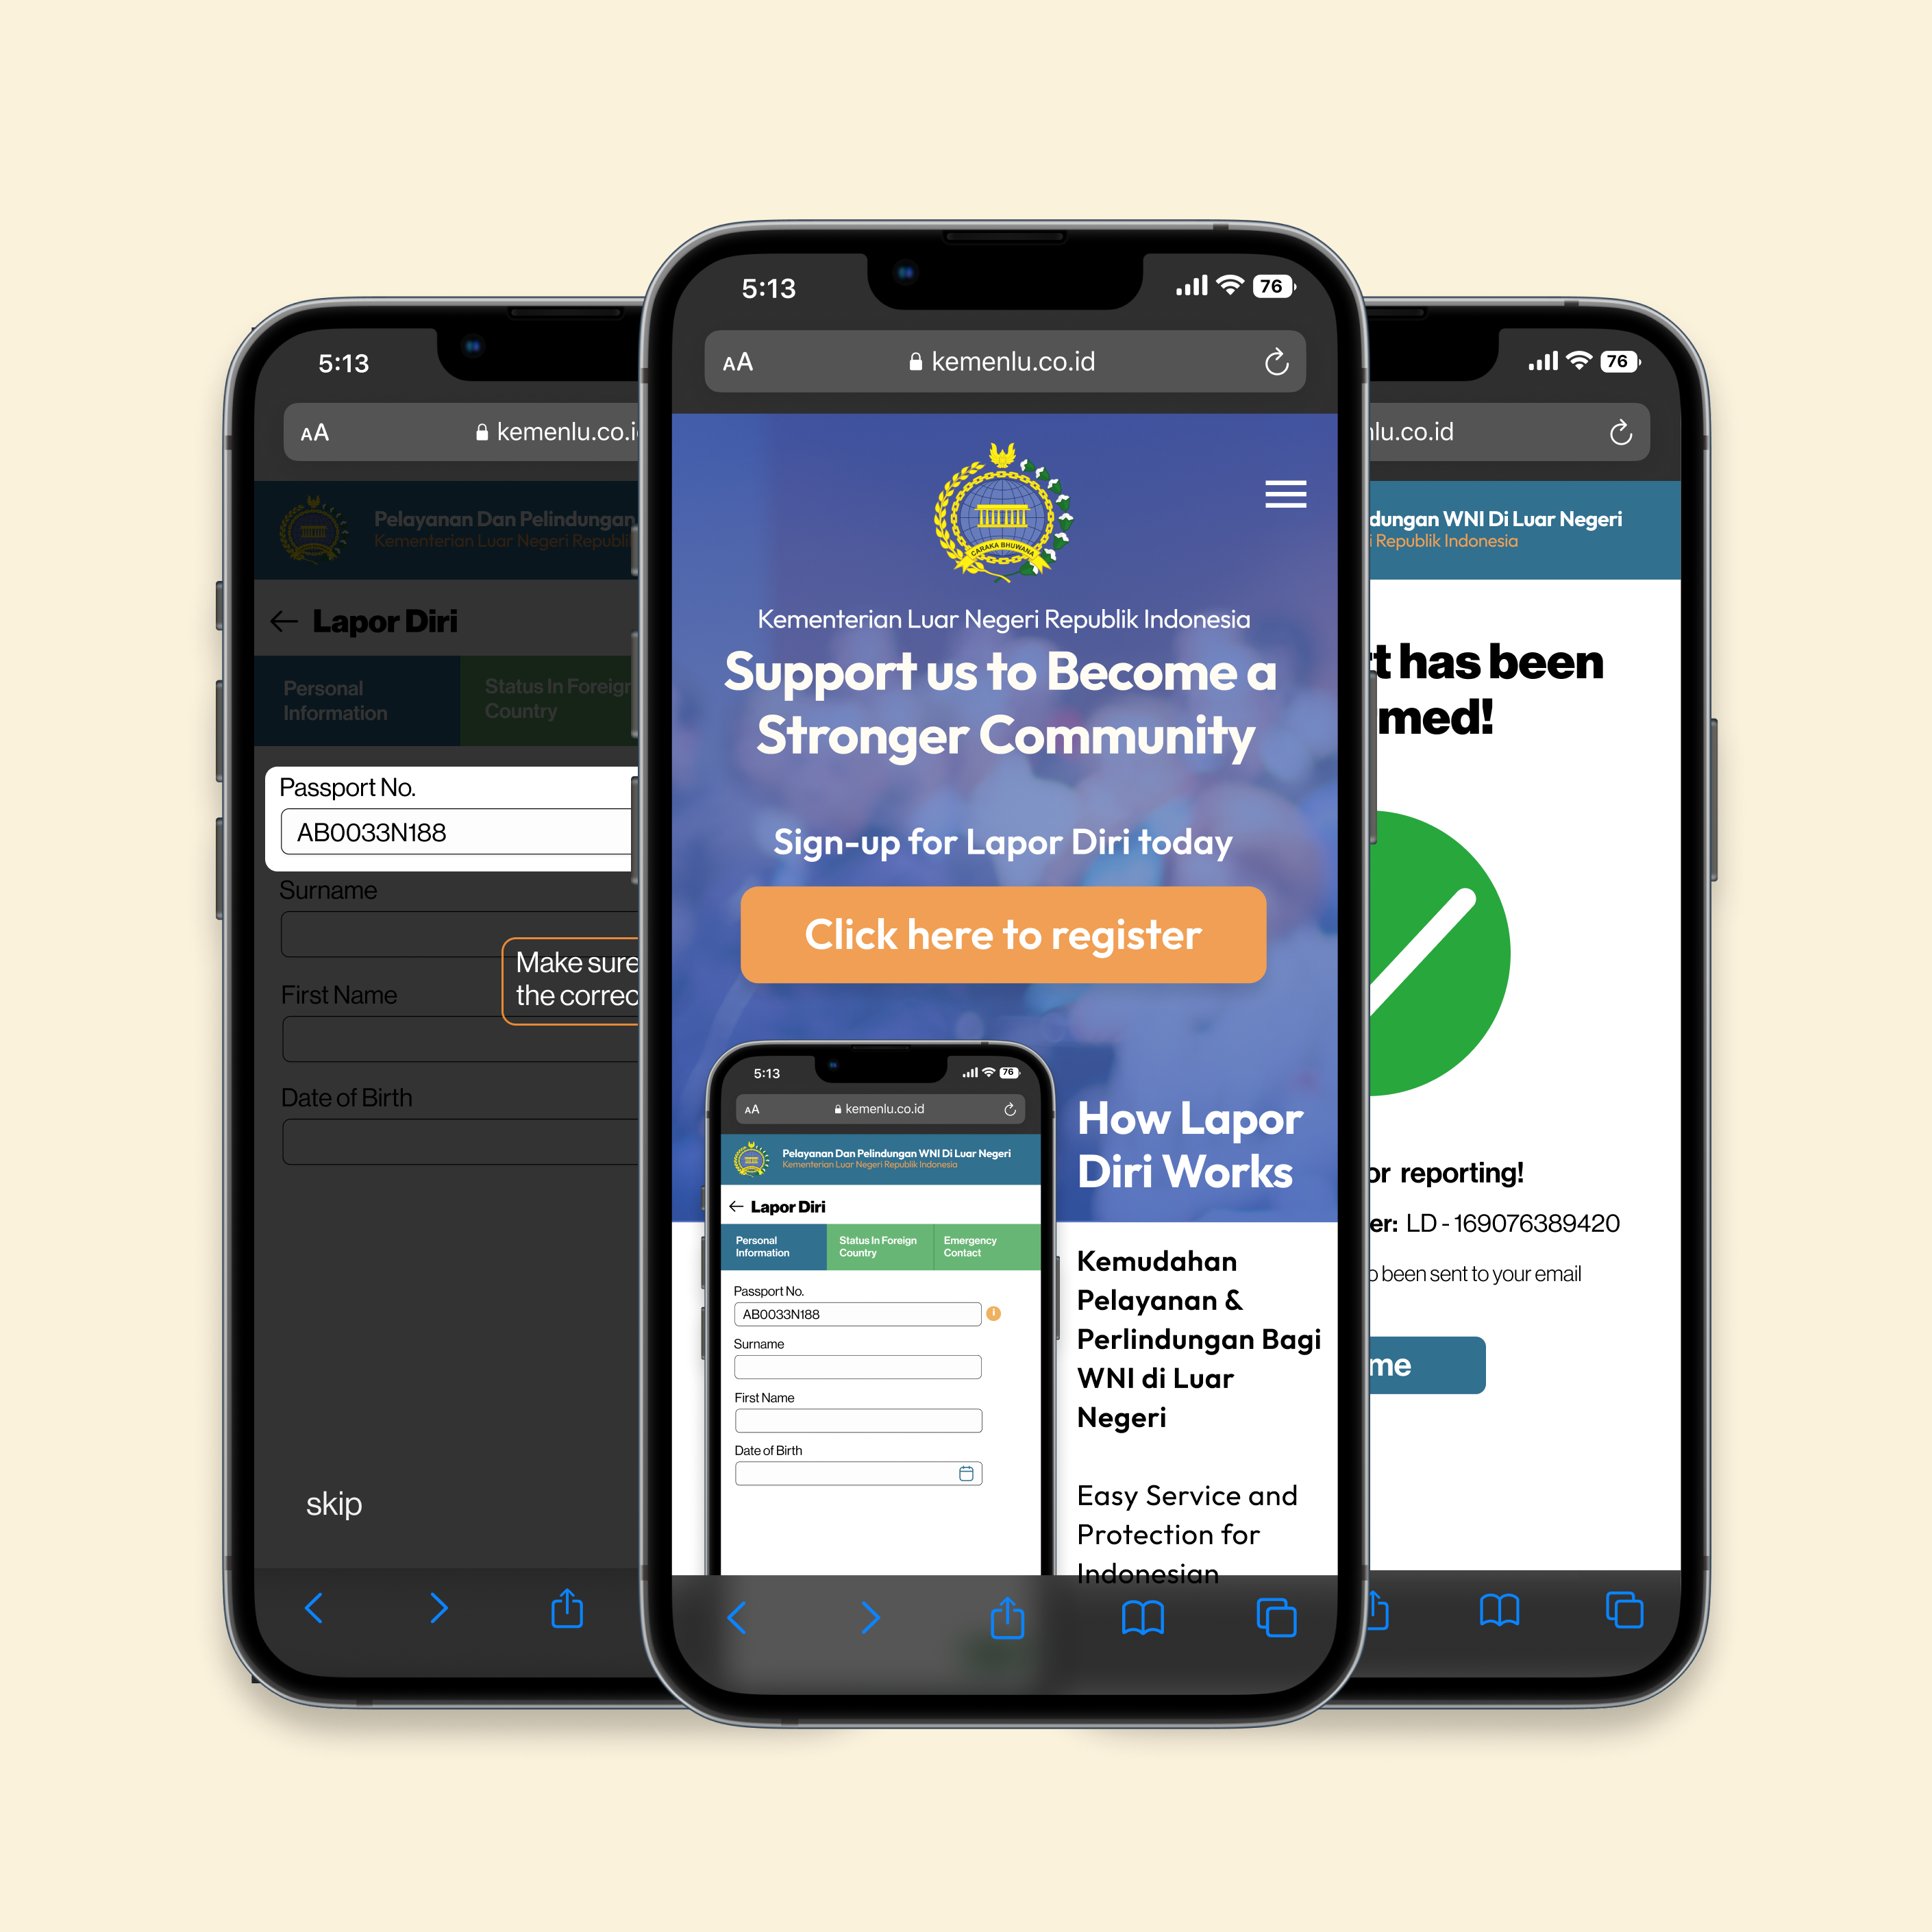 5:13
AA
kemenlu.co.i
Pelayanan Dan Pelindungan
Kementerian Luar Negeri Republi
Lapor Diri
Personal
Information
Status In Foreign
Country
Passport No.
AB0033N188
Surname
Make sure
the correc
First Name
Date of Birth
skip
5:13
76
AA
kemenlu.co.id
CARAKA BHUWANA
Kementerian Luar Negeri Republik Indonesia
Support us to Become a
Stronger Community
Sign-up for Lapor Diri today
Click here to register
How Lapor
Diri Works
Kemudahan
Pelayanan &
Perlindungan Bagi
WNI di Luar
Negeri
Easy Service and
Protection for
Indonesian
5:13
76
AA
kemenlu.co.id
Pelayanan Dan Pelindungan WNI Di Luar Negeri
Kementerian Luar Negeri Republik Indonesia
Lapor Diri
Personal
Information
Status In Foreign
Country
Emergency
Contact
Passport No.
AB0033N188
Surname
First Name
Date of Birth
76
lu.co.id
dungan WNI Di Luar Negeri
i Republik Indonesia
t has been
med!
or reporting!
er: LD - 169076389420
o been sent to your email
me